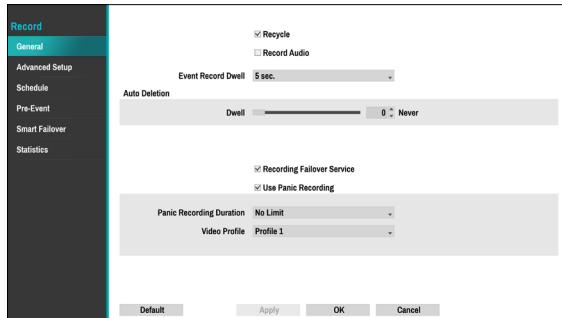 Record
General
Advanced Setup
Schedule
Pre-Event
Smart Failover
Statistics
Recycle
Record Audio
Event Record Dwell 5 sec.
Auto Deletion
Dwell 0 Never
Recording Failover Service
Use Panic Recording
Panic Recording Duration No Limit
Video Profile Profile 1
Default Apply OK Cancel